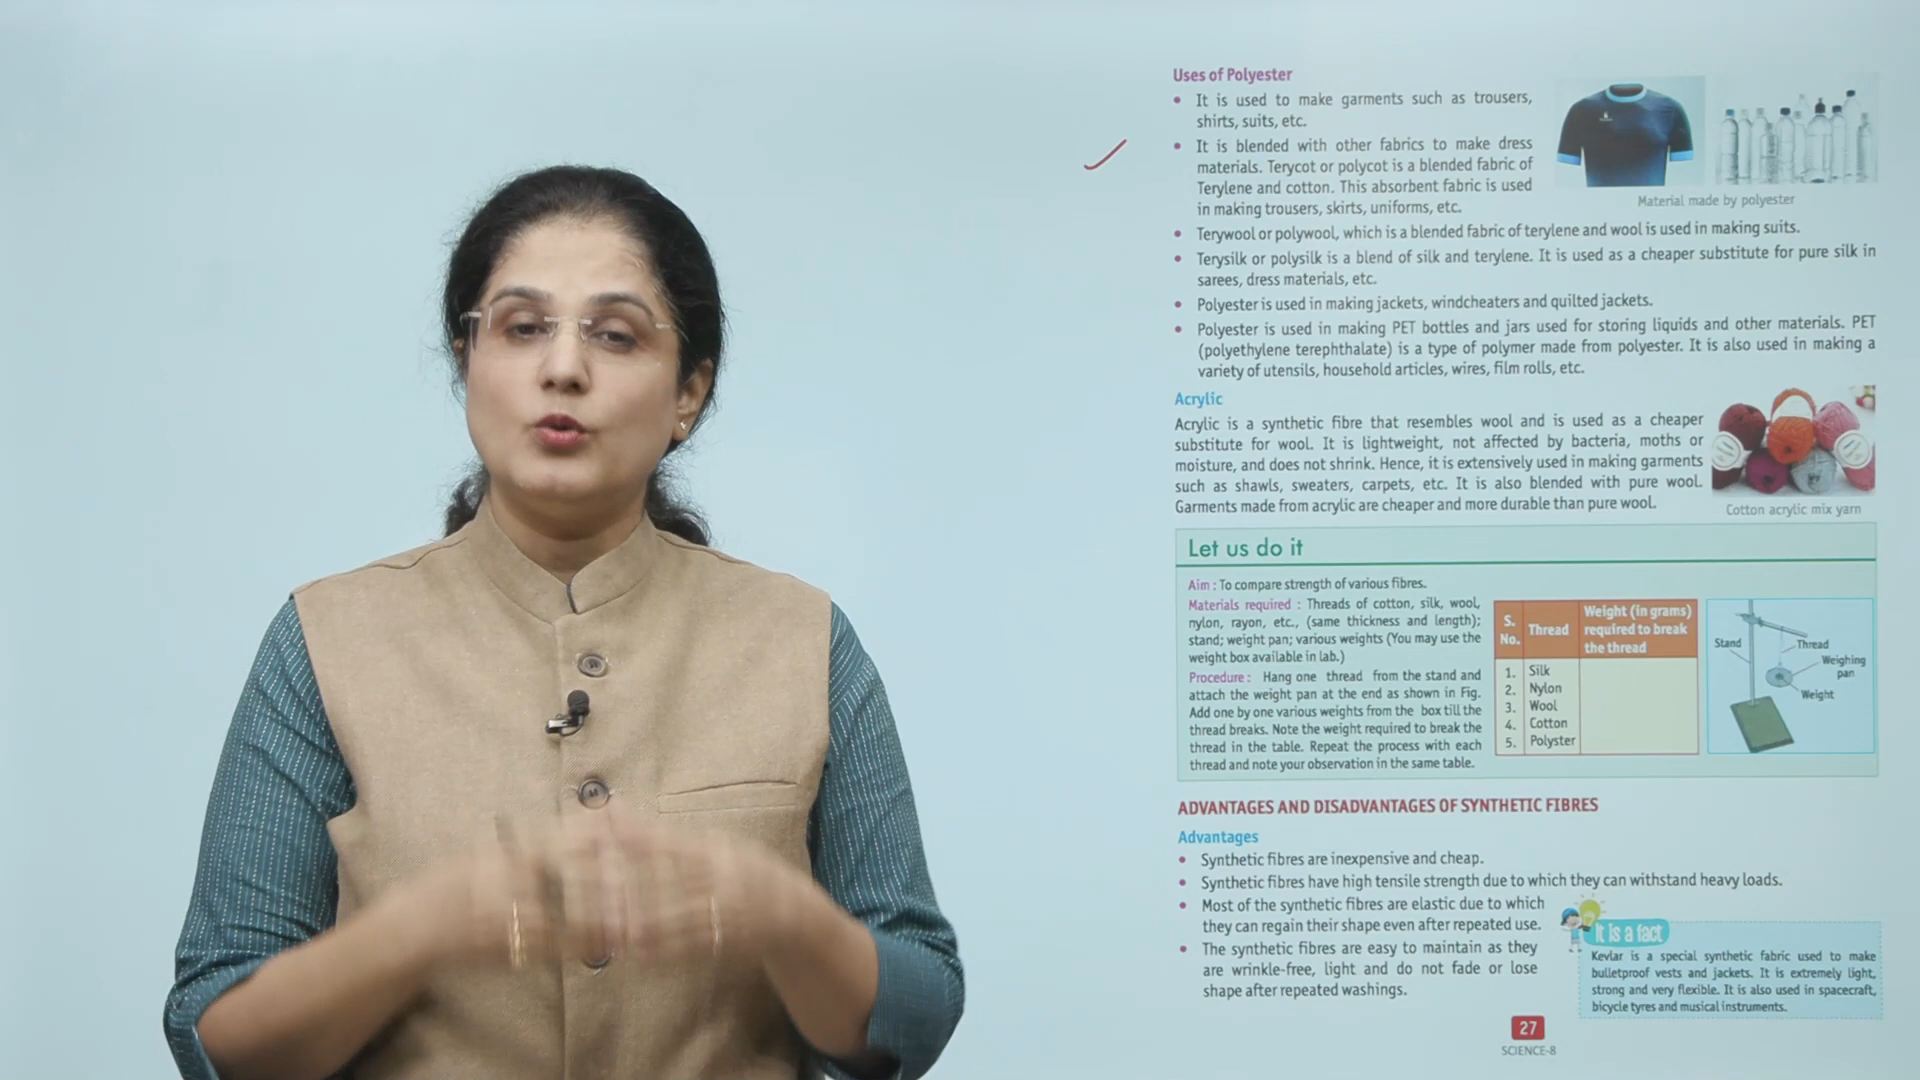 Uses of Polyester
• It is used to make garments such as trousers,
shirts, suits, etc.
• It is blended with other fabrics to make dress
materials. Terycot or polycot is a blended fabric of
Terylene and cotton. This absorbent fabric is used
in making trousers, skirts, uniforms, etc.
Material made by polyester
• Terywool or polywool, which is a blended fabric of terylene and wool is used in making suits.
• Terysilk or polysilk is a blend of silk and terylene. It is used as a cheaper substitute for pure silk in
sarees, dress materials, etc.
• Polyester is used in making jackets, windcheaters and quilted jackets.
• Polyester is used in making PET bottles and jars used for storing liquids and other materials. PET
(polyethylene terephthalate) is a type of polymer made from polyester. It is also used in making a
variety of utensils, household articles, wires, film rolls, etc.
Acrylic
Acrylic is a synthetic fibre that resembles wool and is used as a cheaper
substitute for wool. It is lightweight, not affected by bacteria, moths or
moisture, and does not shrink. Hence, it is extensively used in making garments
such as shawls, sweaters, carpets, etc. It is also blended with pure wool.
Garments made from acrylic are cheaper and more durable than pure wool.
Cotton acrylic mix yarn
Let us do it
Aim : To compare strength of various fibres.
Materials required : Threads of cotton, silk, wool,
nylon, rayon, etc., (same thickness and length);
stand; weight pan; various weights (You may use the
weight box available in lab.)
Procedure : Hang one thread from the stand and
attach the weight pan at the end as shown in Fig.
Add one by one various weights from the box till the
thread breaks. Note the weight required to break the
thread in the table. Repeat the process with each
thread and note your observation in the same table.
S. No. Thread Weight (in grams) required to break the thread
1. Silk
2. Nylon
3. Wool
4. Cotton
5. Polyster
Stand
Thread
Weighing
pan
Weight
ADVANTAGES AND DISADVANTAGES OF SYNTHETIC FIBRES
Advantages
• Synthetic fibres are inexpensive and cheap.
• Synthetic fibres have high tensile strength due to which they can withstand heavy loads.
• Most of the synthetic fibres are elastic due to which
they can regain their shape even after repeated use.
• The synthetic fibres are easy to maintain as they
are wrinkle-free, light and do not fade or lose
shape after repeated washings.
It is a fact
Kevlar is a special synthetic fabric used to make
bulletproof vests and jackets. It is extremely light,
strong and very flexible. It is also used in spacecraft,
bicycle tyres and musical instruments.
27
SCIENCE-8